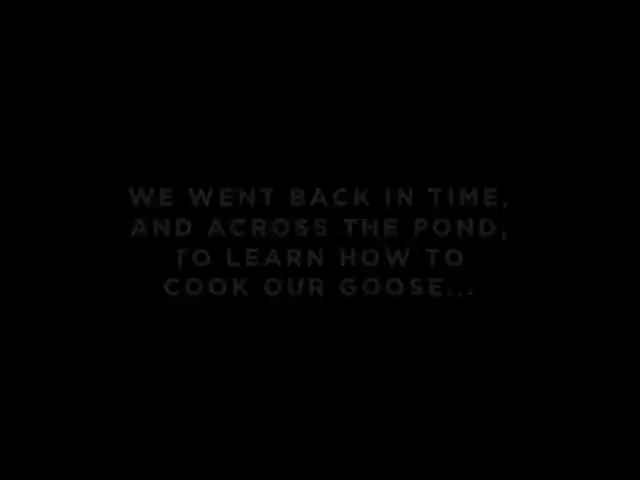 WE WENT BACK IN TIME,
AND ACROSS THE POND,
TO LEARN HOW TO
COOK OUR GOOSE...